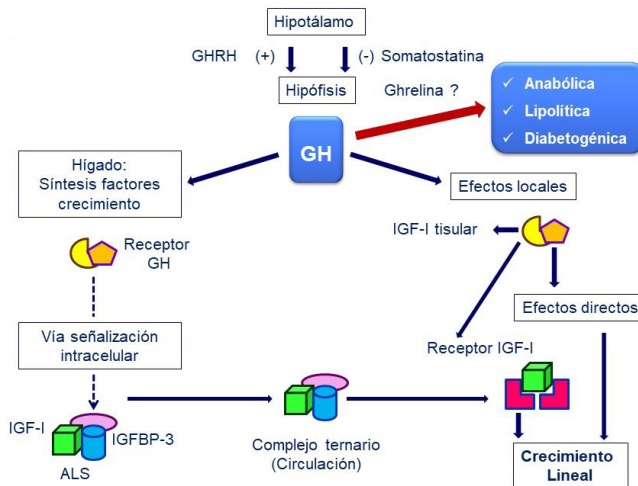 Hipotálamo
GHRH (+) (-) Somatostatina
Hipófisis
Ghrelina ?
✓ Anabólica
✓ Lipolítica
✓ Diabetogénica
GH
Hígado:
Síntesis factores
crecimiento
Efectos locales
Receptor
GH
IGF-I tisular
Efectos directos
Vía señalización
intracelular
Receptor IGF-I
IGF-I
IGFBP-3
ALS
Complejo ternario
(Circulación)
Crecimiento
Lineal